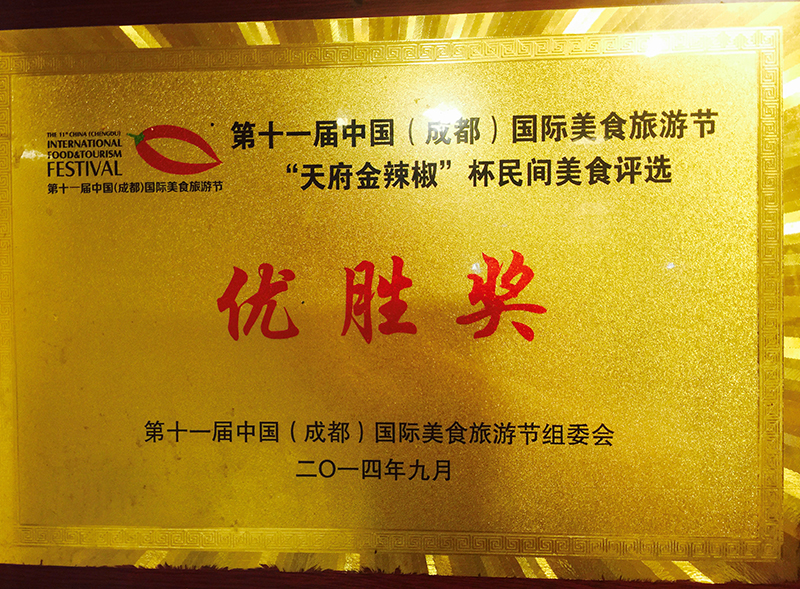 THE 11th CHINA (CHENGDU)
INTERNATIONAL
FOOD&TOURISM
FESTIVAL
第十一届中国(成都)国际美食旅游节
第十一届中国（成都）国际美食旅游节
“天府金辣椒”杯民间美食评选
优胜奖
第十一届中国（成都）国际美食旅游节组委会
二〇一四年九月